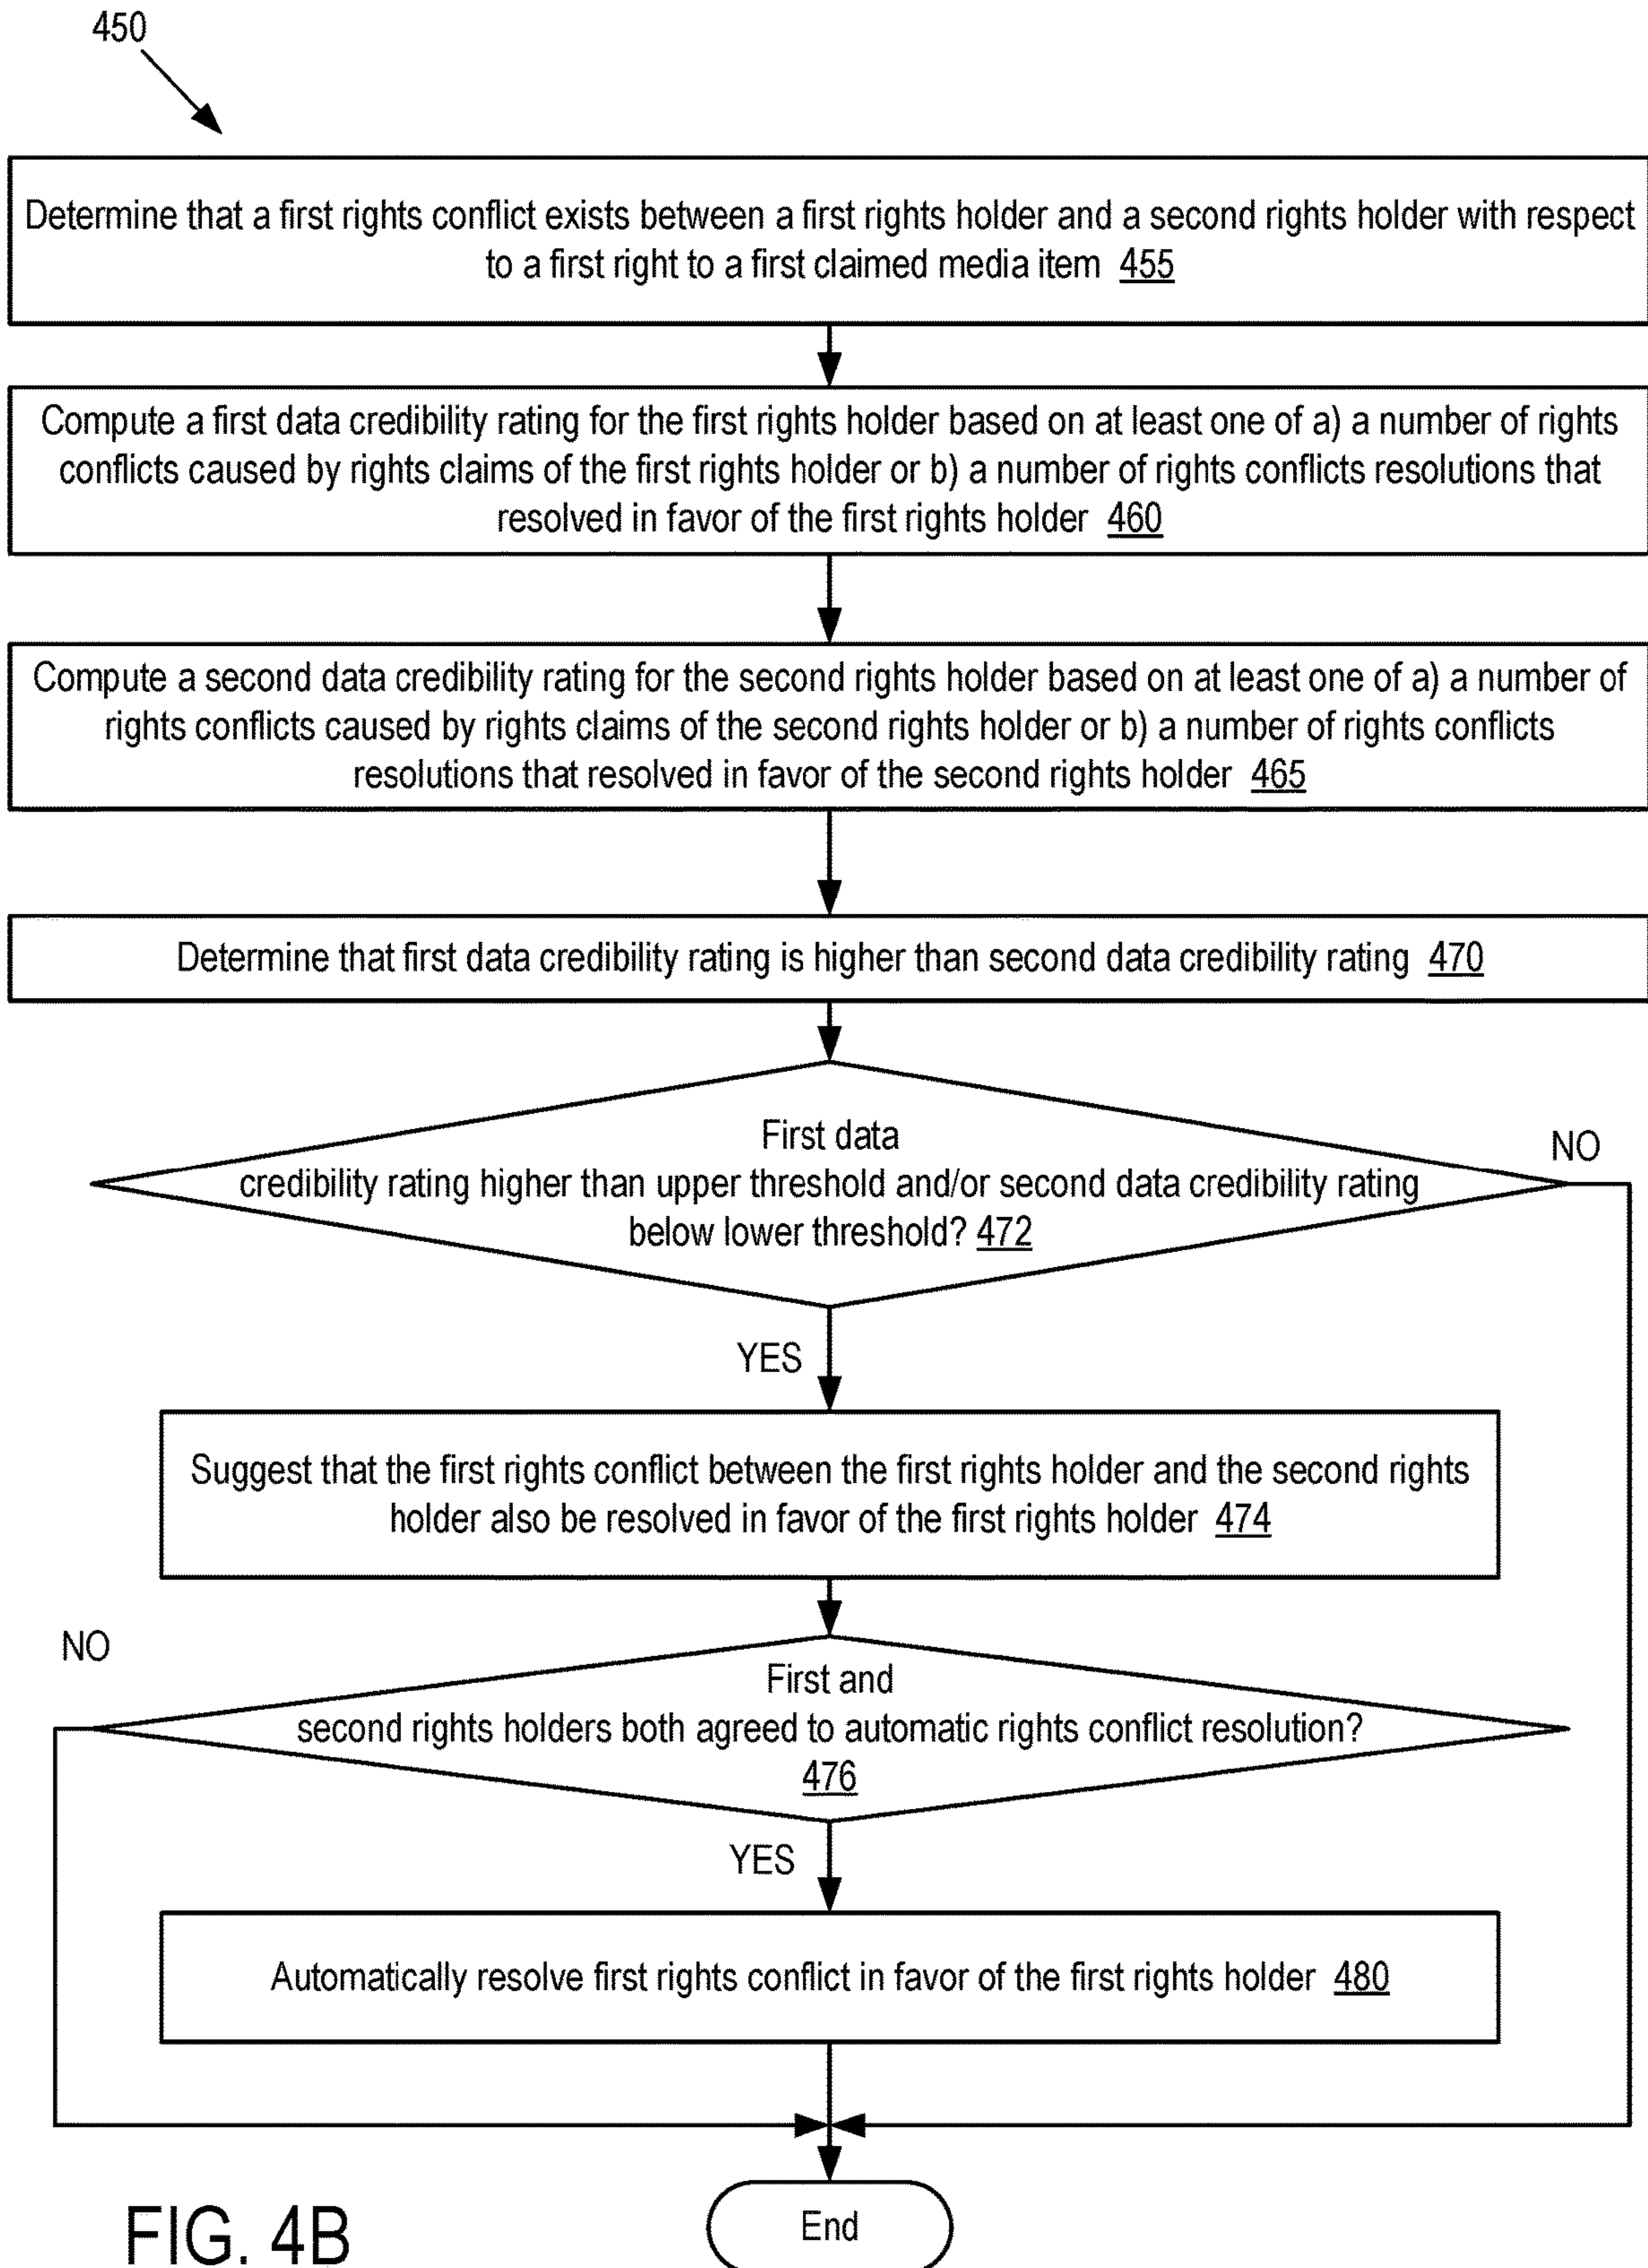 450
Determine that a first rights conflict exists between a first rights holder and a second rights holder with respect
to a first right to a first claimed media item 455
Compute a first data credibility rating for the first rights holder based on at least one of a) a number of rights
conflicts caused by rights claims of the first rights holder or b) a number of rights conflicts resolutions that
resolved in favor of the first rights holder 460
Compute a second data credibility rating for the second rights holder based on at least one of a) a number of
rights conflicts caused by rights claims of the second rights holder or b) a number of rights conflicts
resolutions that resolved in favor of the second rights holder 465
Determine that first data credibility rating is higher than second data credibility rating 470
First data
credibility rating higher than upper threshold and/or second data credibility rating
below lower threshold? 472
NO
YES
Suggest that the first rights conflict between the first rights holder and the second rights
holder also be resolved in favor of the first rights holder 474
NO
First and
second rights holders both agreed to automatic rights conflict resolution?
476
YES
Automatically resolve first rights conflict in favor of the first rights holder 480
End
FIG. 4B